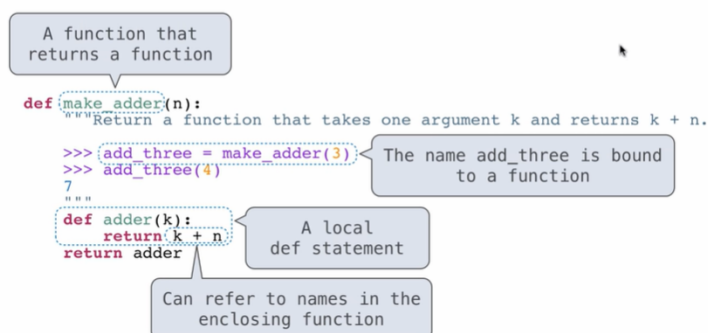 A function that
returns a function
def make_adder(n):
"""Return a function that takes one argument k and returns k + n.
>>> add_three = make_adder(3)
The name add_three is bound
to a function
>>> add_three(4)
7
"""
def adder(k):
return k + n
return adder
A local
def statement
Can refer to names in the
enclosing function